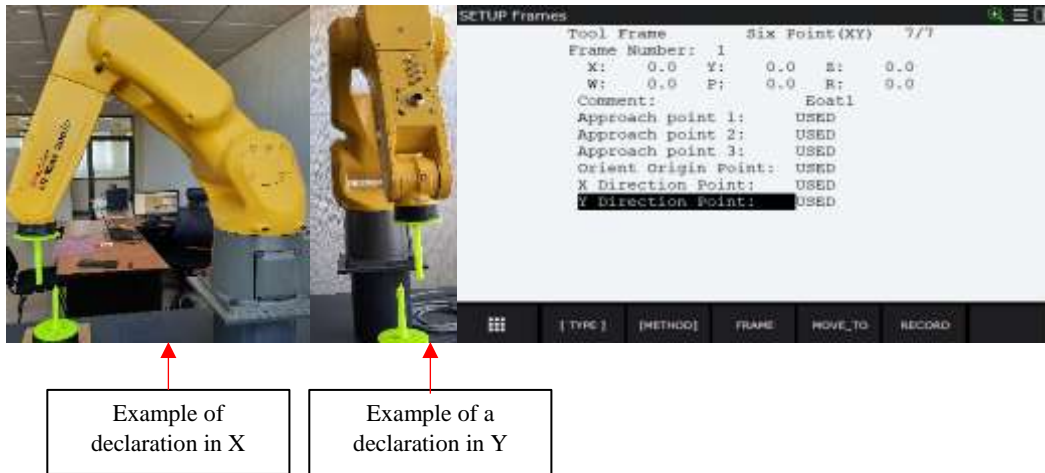 SETUP Frames
Tool Frame Six Point(XY) 7/7
Frame Number: 1
X: 0.0 Y: 0.0 Z: 0.0
W: 0.0 P: 0.0 R: 0.0
Comment: Eoat1
Approach point 1: USED
Approach point 2: USED
Approach point 3: USED
Orient Origin Point: USED
X Direction Point: USED
Y Direction Point: USED
[ TYPE ] [METHOD] FRAME MOVE_TO RECORD
Example of
declaration in X
Example of a
declaration in Y